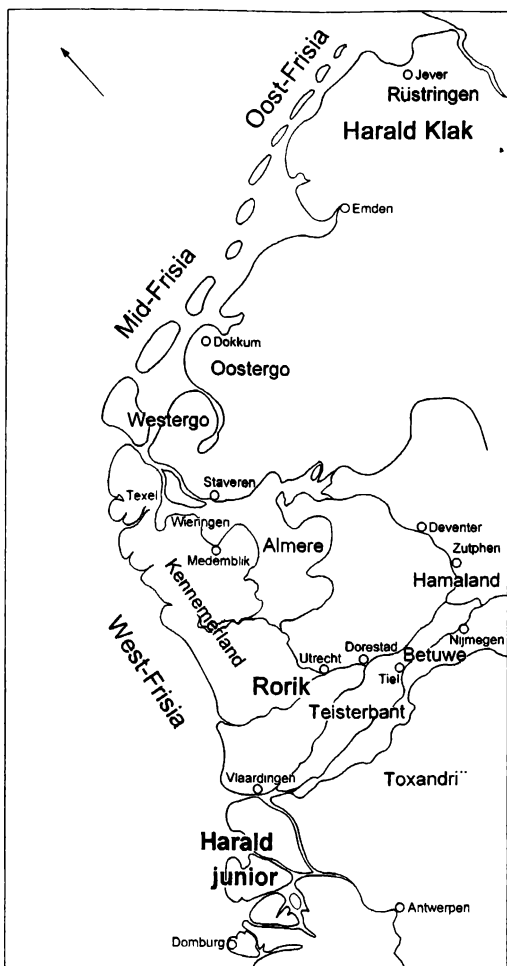 Oost-Frisia
Jever
Rüstringen
Harald Klak
Emden
Mid-Frisia
Dokkum
Oostergo
Westergo
Staveren
Texel
Wieringen
Medemblik
Almere
Deventer
Zutphen
Hamaland
Kennemerland
West-Frisia
Utrecht
Dorestad
Nijmegen
Betuwe
Tiel
Rorik
Teisterbant
Vlaardingen
Toxandri¨
Harald
junior
Antwerpen
Domburg